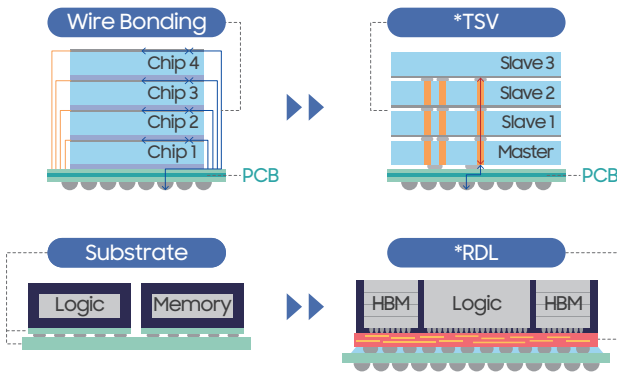 Wire Bonding
*TSV
Chip 4
Chip 3
Chip 2
Chip 1
PCB
Slave 3
Slave 2
Slave 1
Master
PCB
Substrate
*RDL
Logic
Memory
HBM
Logic
HBM